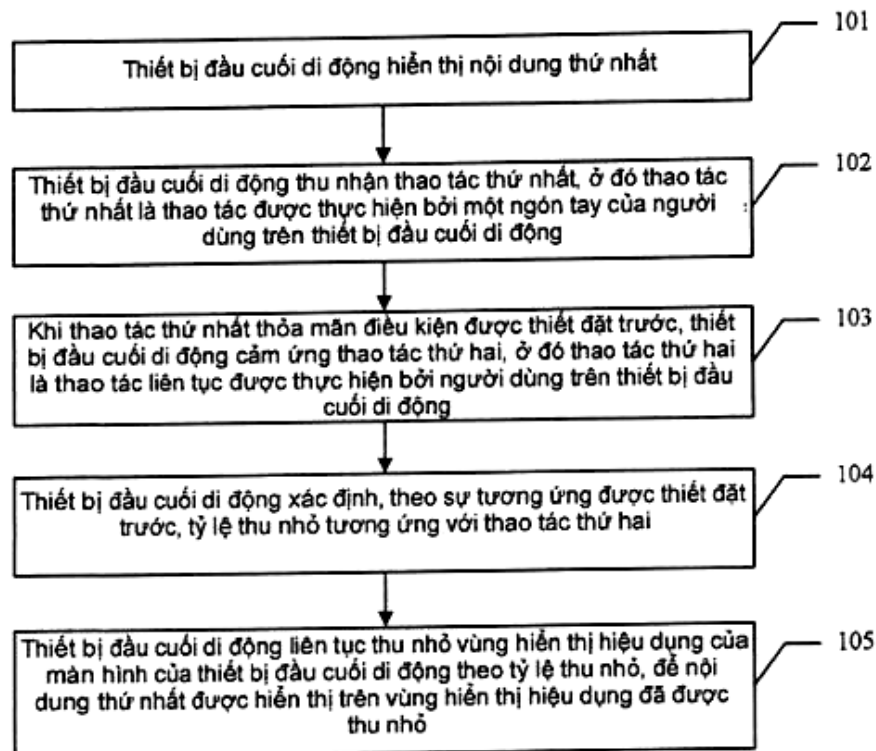 101
Thiết bị đầu cuối di động hiển thị nội dung thứ nhất
102
Thiết bị đầu cuối di động thu nhận thao tác thứ nhất, ở đó thao tác
thứ nhất là thao tác được thực hiện bởi một ngón tay của người
dùng trên thiết bị đầu cuối di động
103
Khi thao tác thứ nhất thỏa mãn điều kiện được thiết đặt trước, thiết
bị đầu cuối di động cảm ứng thao tác thứ hai, ở đó thao tác thứ hai
là thao tác liên tục được thực hiện bởi người dùng trên thiết bị đầu
cuối di động
104
Thiết bị đầu cuối di động xác định, theo sự tương ứng được thiết đặt
trước, tỷ lệ thu nhỏ tương ứng với thao tác thứ hai
105
Thiết bị đầu cuối di động liên tục thu nhỏ vùng hiển thị hiệu dụng của
màn hình của thiết bị đầu cuối di động theo tỷ lệ thu nhỏ, để nội
dung thứ nhất được hiển thị trên vùng hiển thị hiệu dụng đã được
thu nhỏ